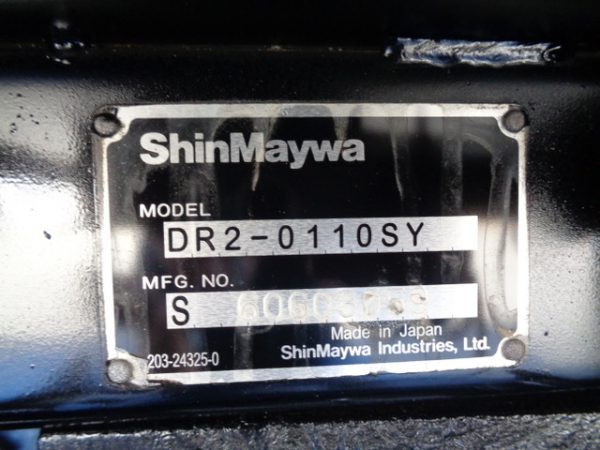 ShinMaywa
MODEL
DR2-0110SY
MFG. NO.
S
Made in Japan
203-24325-0
ShinMaywa Industries, Ltd.